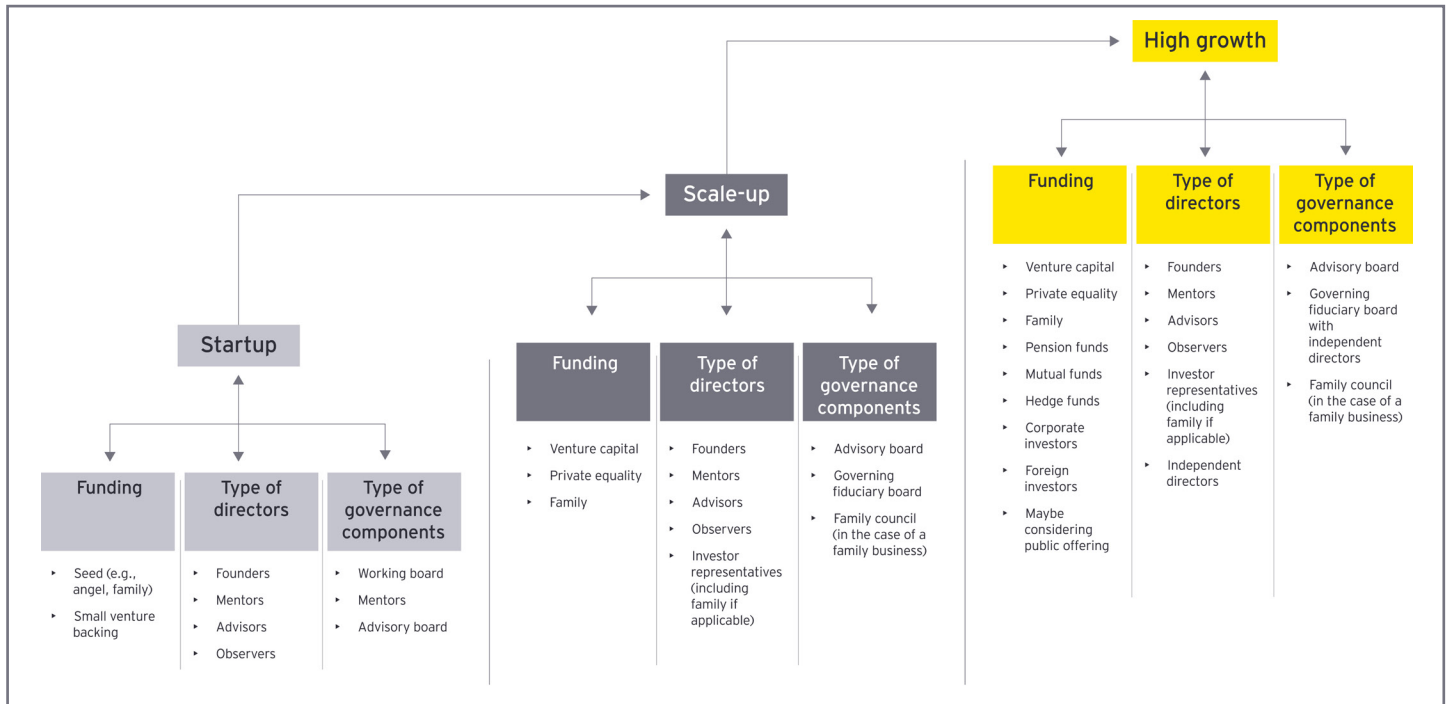 High growth
Funding
Type of
directors
Type of
governance
components
Venture capital
Private equality
Family
Pension funds
Mutual funds
Hedge funds
Corporate
investors
Foreign
investors
Maybe
considering
public offering
Founders
Mentors
Advisors
Observers
Investor
representatives
(including
family if
applicable)
Independent
directors
Advisory board
Governing
fiduciary board
with
independent
directors
Family council
(in the case of a
family business)
Scale-up
Funding
Type of
directors
Type of
governance
components
Venture capital
Private equality
Family
Founders
Mentors
Advisors
Observers
Investor
representatives
(including
family if
applicable)
Advisory board
Governing
fiduciary board
Family council
(in the case of a
family business)
Startup
Funding
Type of
directors
Type of
governance
components
Seed (e.g.,
angel, family)
Small venture
backing
Founders
Mentors
Advisors
Observers
Working board
Mentors
Advisory board